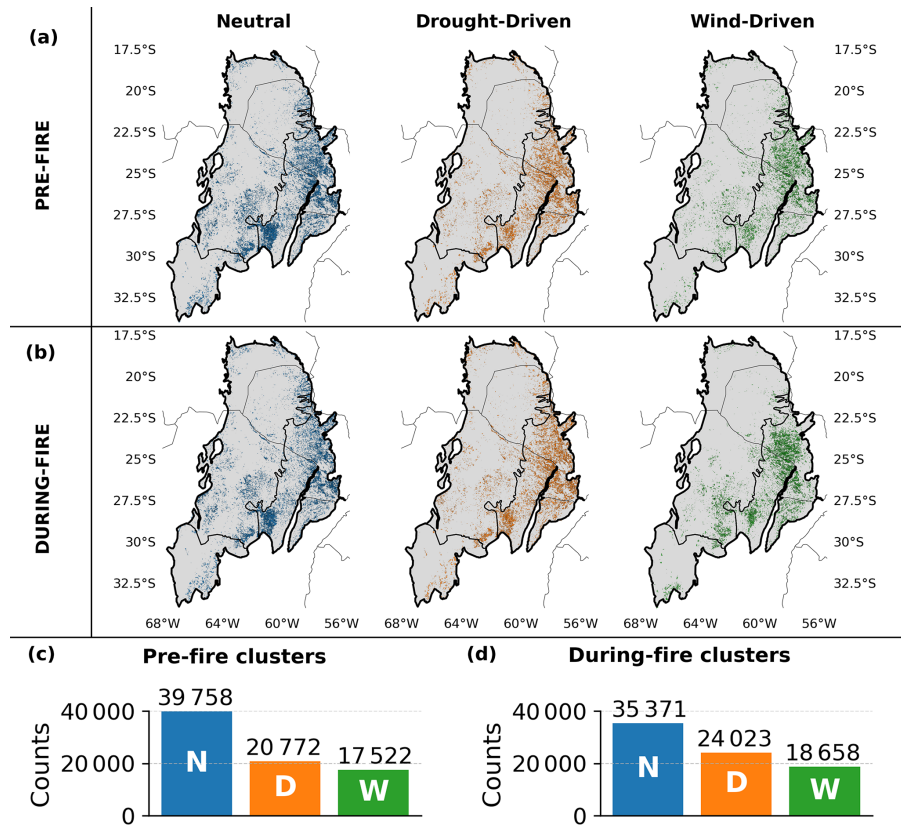 (a)
Neutral
Drought-Driven
Wind-Driven
PRE-FIRE
17.5°S
17.5°S
20°S
20°S
22.5°S
22.5°S
25°S
25°S
27.5°S
27.5°S
30°S
30°S
32.5°S
32.5°S
(b)
DURING-FIRE
17.5°S
17.5°S
20°S
20°S
22.5°S
22.5°S
25°S
25°S
27.5°S
27.5°S
30°S
30°S
32.5°S
32.5°S
68°W 64°W 60°W 56°W
68°W 64°W 60°W 56°W
68°W 64°W 60°W 56°W
(c)
Pre-fire clusters
Counts
40 000
20 000
0
39 758
20 772
17 522
N
D
W
(d)
During-fire clusters
Counts
40 000
20 000
0
35 371
24 023
18 658
N
D
W